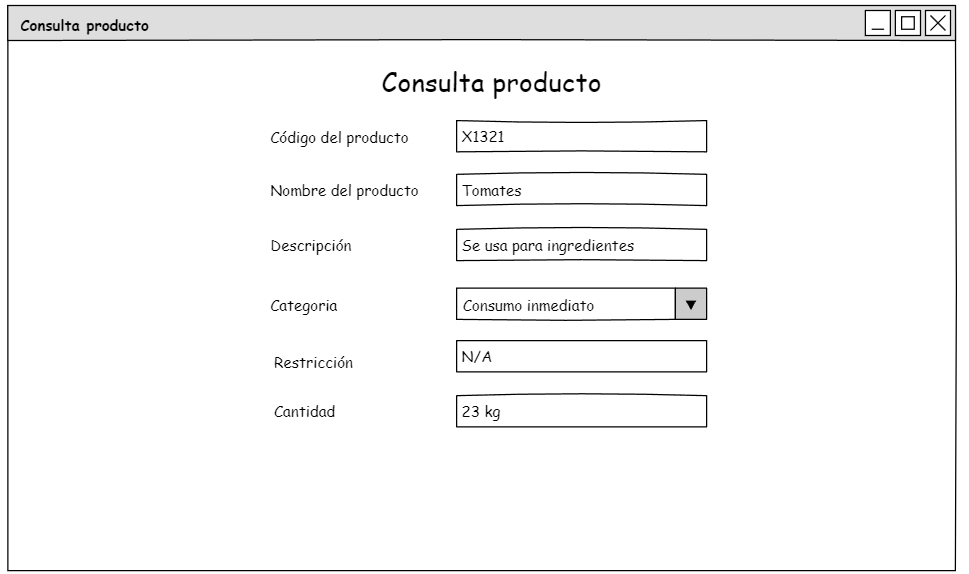 Consulta producto
Consulta producto
Código del producto X1321
Nombre del producto Tomates
Descripción Se usa para ingredientes
Categoria Consumo inmediato
Restricción N/A
Cantidad 23 kg